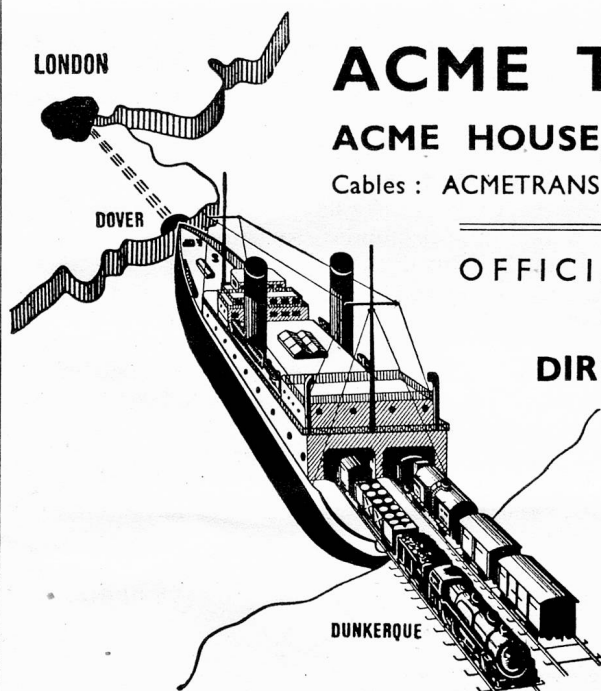 LONDON
ACME T
ACME HOUSE
Cables : ACMETRANS
DOVER
OFFICI
DIR
DUNKERQUE